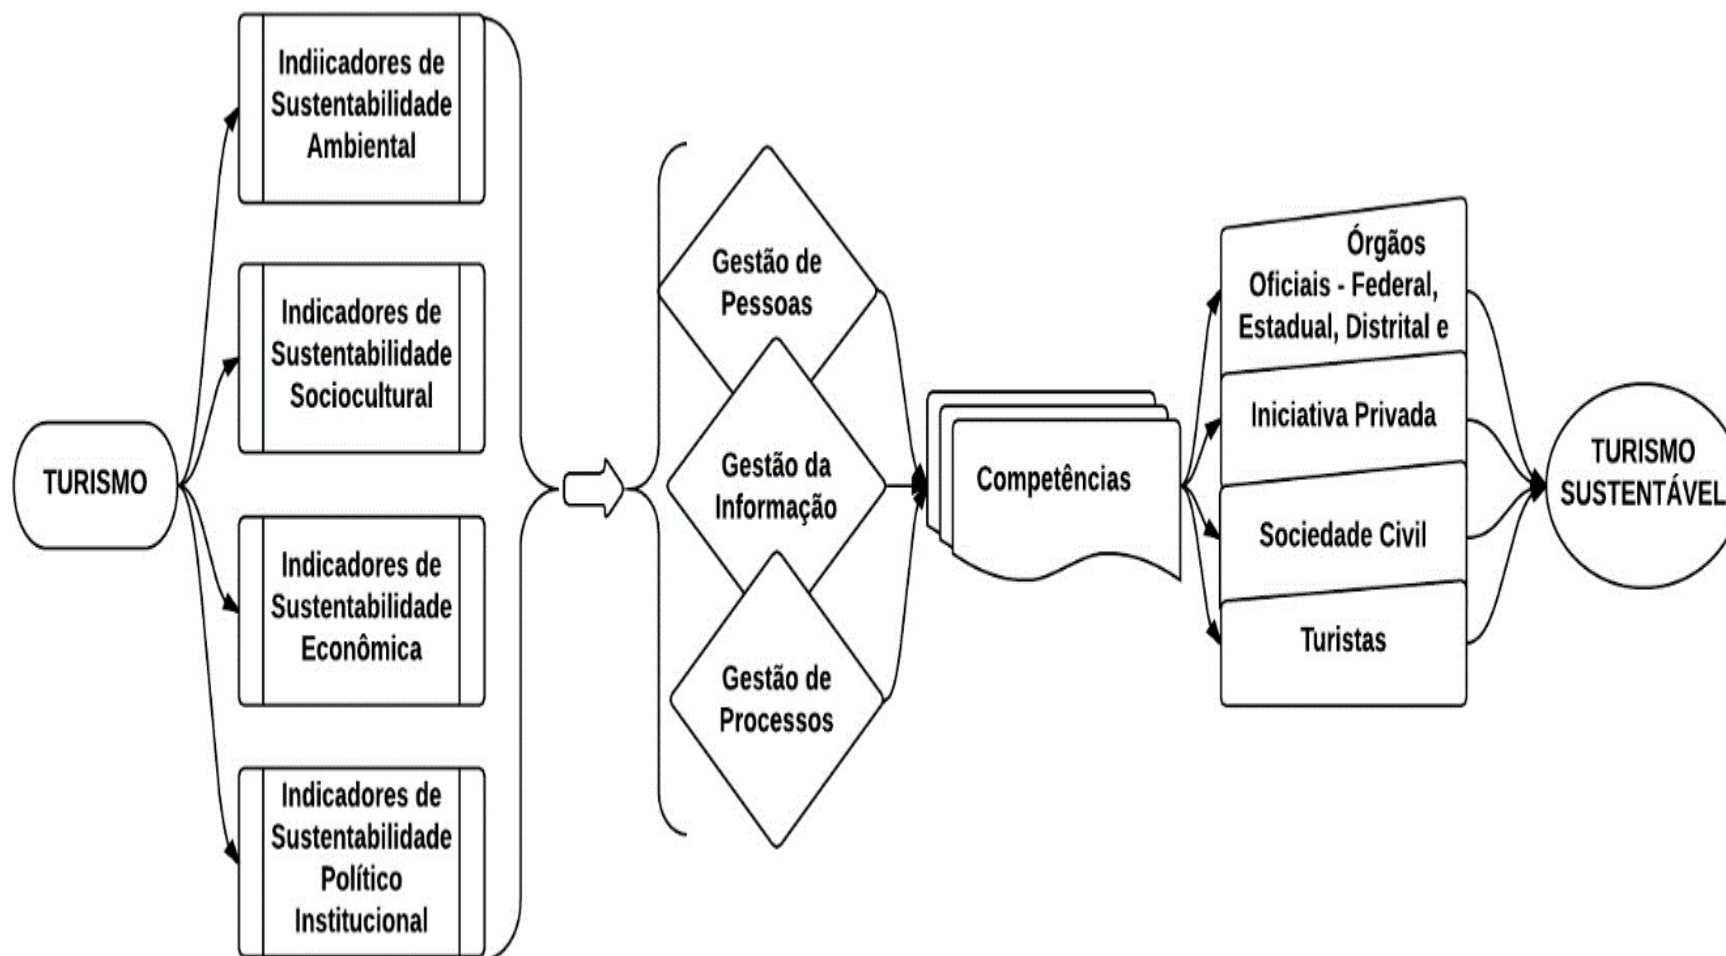 TURISMO
Indiicadores de
Sustentabilidade
Ambiental
Indicadores de
Sustentabilidade
Sociocultural
Indicadores de
Sustentabilidade
Econômica
Indicadores de
Sustentabilidade
Político
Institucional
Gestão de
Pessoas
Gestão da
Informação
Gestão de
Processos
Competências
Órgãos
Oficiais - Federal,
Estadual, Distrital e
Iniciativa Privada
Sociedade Civil
Turistas
TURISMO
SUSTENTÁVEL